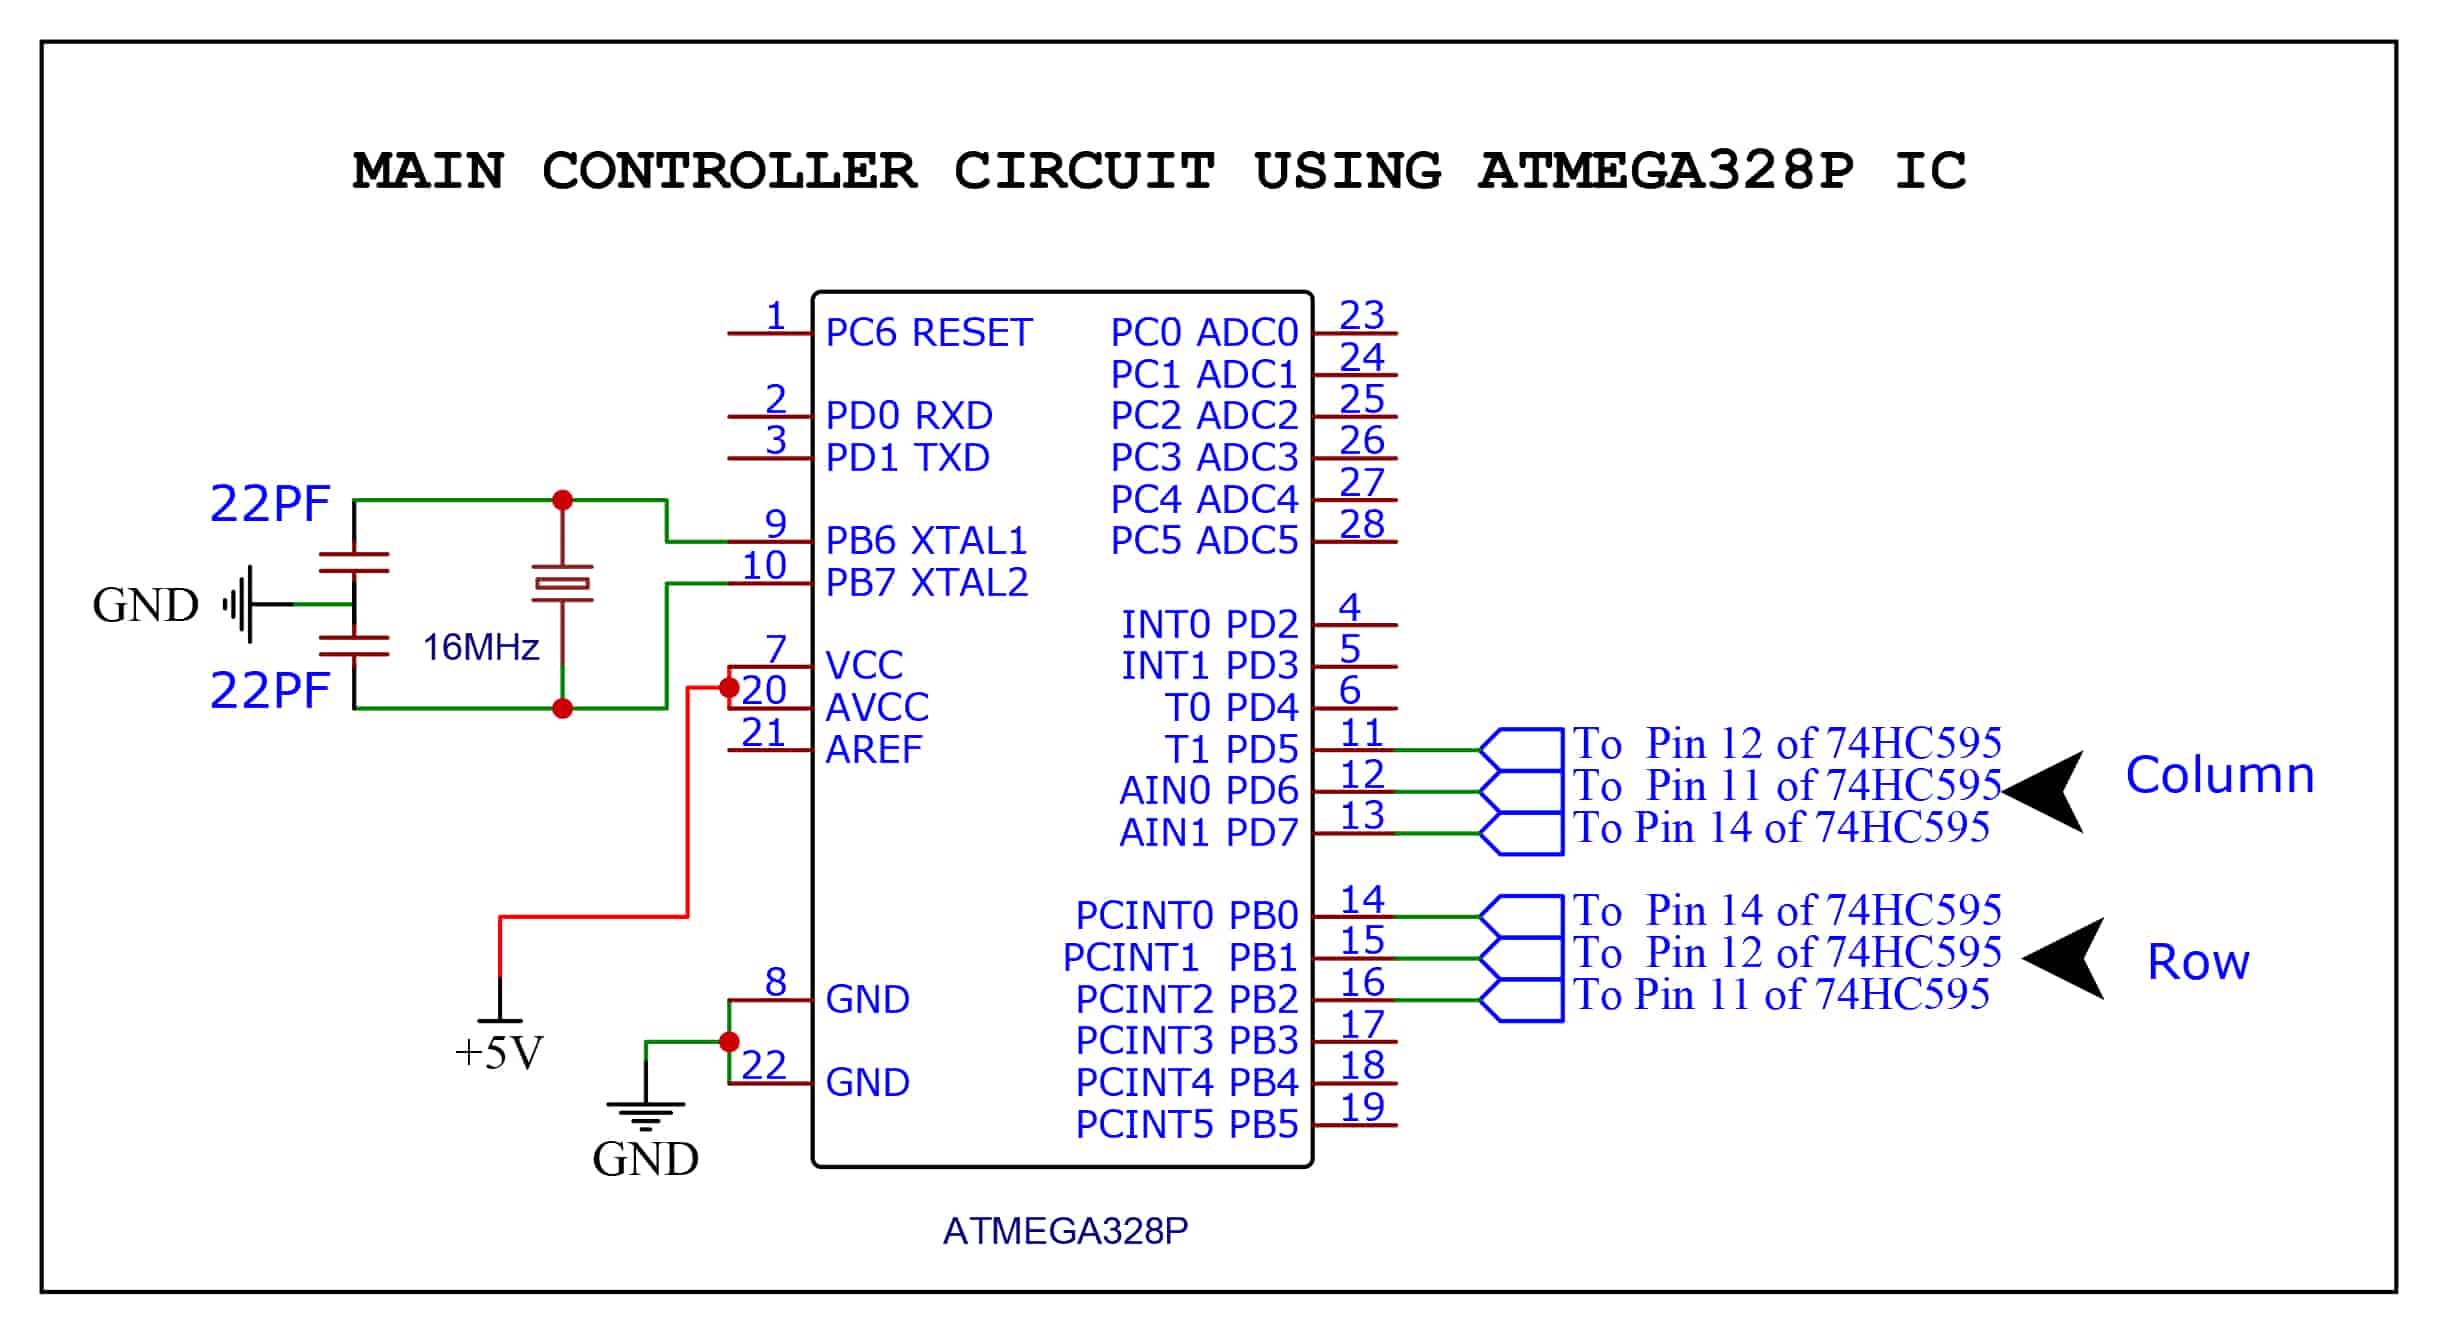 MAIN CONTROLLER CIRCUIT USING ATMEGA328P IC
1 PC6 RESET
2 PD0 RXD
3 PD1 TXD
9 PB6 XTAL1
10 PB7 XTAL2
7 VCC
20 AVCC
21 AREF
8 GND
22 GND
PC0 ADC0 23
PC1 ADC1 24
PC2 ADC2 25
PC3 ADC3 26
PC4 ADC4 27
PC5 ADC5 28
INT0 PD2 4
INT1 PD3 5
T0 PD4 6
T1 PD5 11 To Pin 12 of 74HC595
AIN0 PD6 12 To Pin 11 of 74HC595
AIN1 PD7 13 To Pin 14 of 74HC595
Column
PCINT0 PB0 14 To Pin 14 of 74HC595
PCINT1 PB1 15 To Pin 12 of 74HC595
PCINT2 PB2 16 To Pin 11 of 74HC595
Row
PCINT3 PB3 17
PCINT4 PB4 18
PCINT5 PB5 19
22PF
GND
16MHz
22PF
+5V
GND
ATMEGA328P